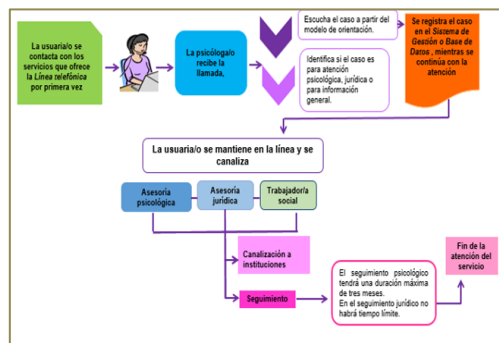 La usuaria/o se
contacta con los
servicios que ofrece
la Línea telefónica
por primera vez
La psicóloga/o
recibe la
llamada,
Escucha el caso a partir del
modelo de orientación.
Identifica si el caso es
para atención
psicológica, jurídica o
para información
general.
Se registra el caso
en el Sistema de
Gestión o Base de
Datos, mientras se
continúa con la
atención
La usuaria/o se mantiene en la línea y se
canaliza
Asesoría
psicológica
Asesoría
jurídica
Trabajador/a
social
Canalización a
instituciones
Seguimiento
El seguimiento psicológico
tendrá una duración máxima
de tres meses.
En el seguimiento jurídico no
habrá tiempo límite.
Fin de la
atención del
servicio